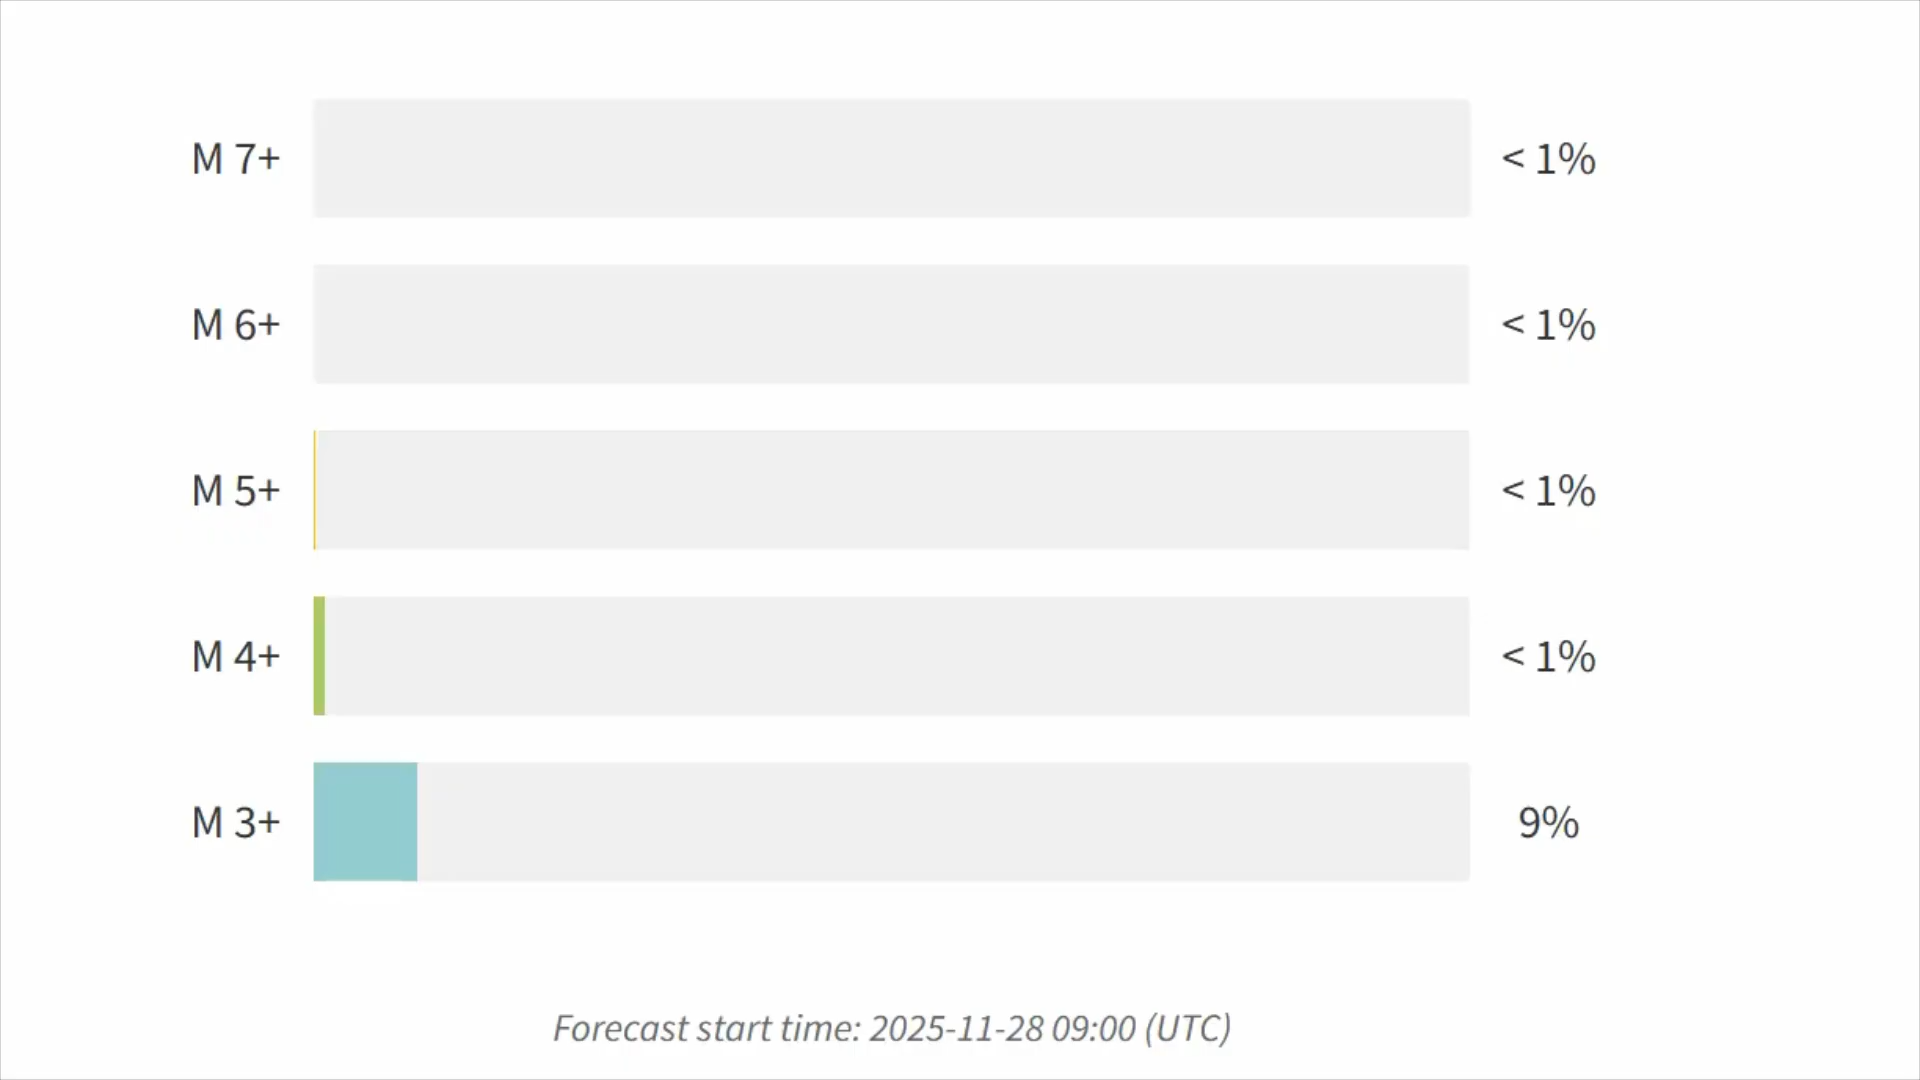 M 7+ < 1%
M 6+ < 1%
M 5+ < 1%
M 4+ < 1%
M 3+ 9%
Forecast start time: 2025-11-28 09:00 (UTC)